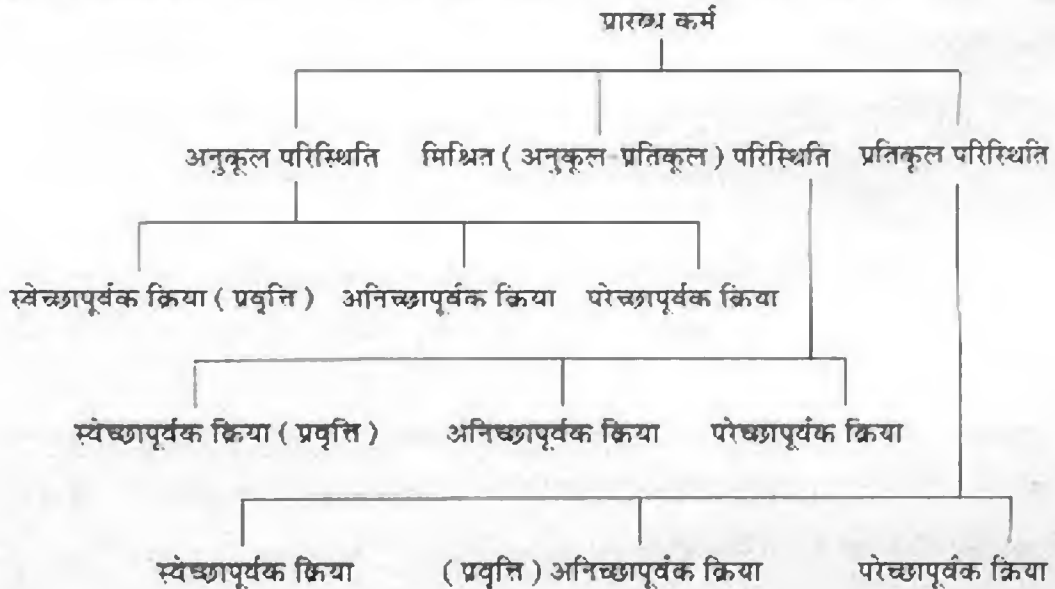 प्रारब्ध कर्म
अनुकूल परिस्थिति मिश्रित ( अनुकूल-प्रतिकूल ) परिस्थिति प्रतिकूल परिस्थिति
स्वेच्छापूर्वक क्रिया ( प्रवृत्ति ) अनिच्छापूर्वक क्रिया परेच्छापूर्वक क्रिया
स्वेच्छापूर्वक क्रिया ( प्रवृत्ति ) अनिच्छापूर्वक क्रिया परेच्छापूर्वक क्रिया
स्वेच्छापूर्वक क्रिया ( प्रवृत्ति ) अनिच्छापूर्वक क्रिया परेच्छापूर्वक क्रिया